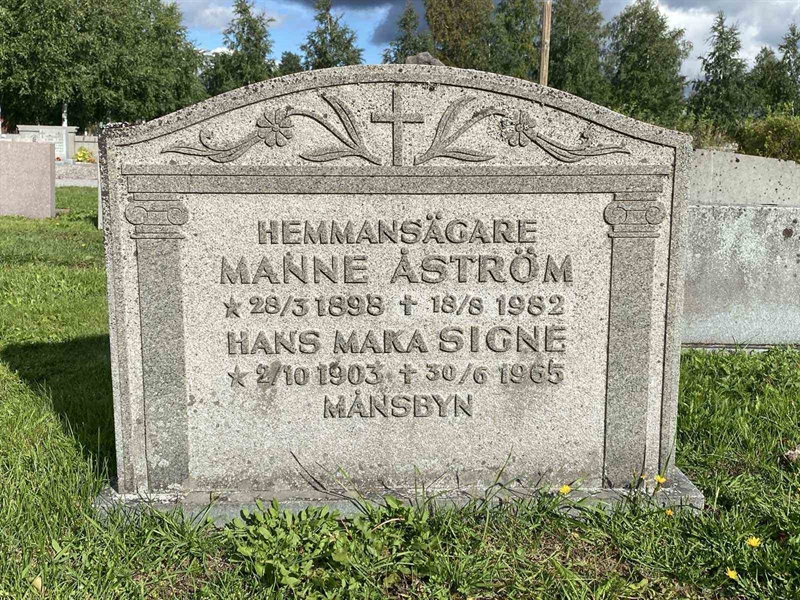 HEMMANSÄGARE
MANNE ÅSTRÖM
★ 28/3 1898 ✝ 18/8 1982
HANS MAKA SIGNE
★ 2/10 1903 ✝ 30/6 1965
MÅNSBYN